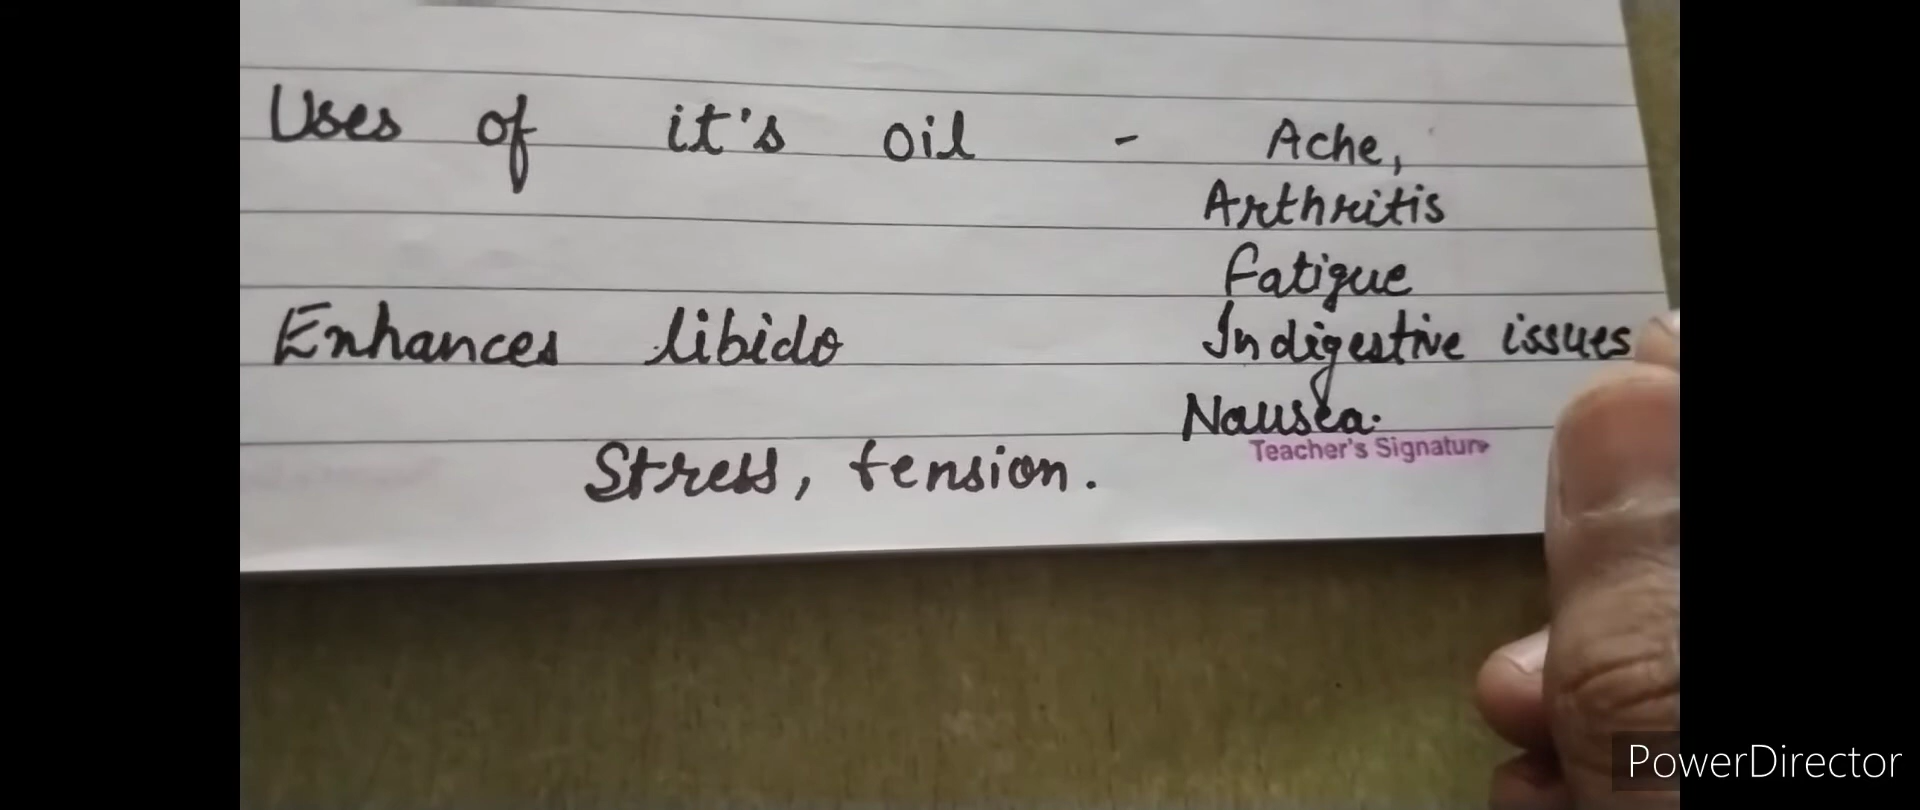 Uses of it's oil - Ache,
Arthritis
Fatigue
Enhances libido Indigestive issues
Nausea.
Teacher's Signature
Stress, tension.
PowerDirector